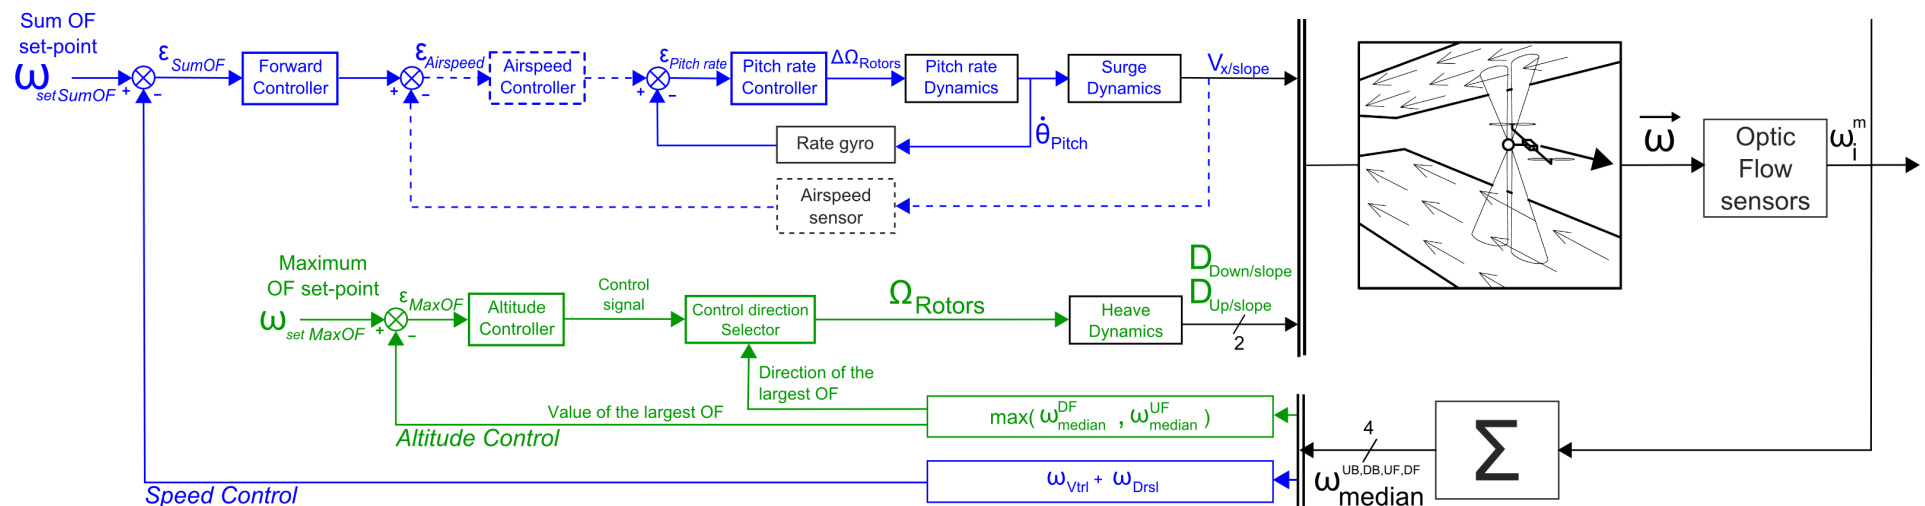 Sum OF
set-point
ω setSumOF
+
−
ε SumOF
Forward
Controller
+
−
ε Airspeed
Airspeed
Controller
+
−
ε Pitch rate
Pitch rate
Controller
ΔΩ Rotors
Pitch rate
Dynamics
Surge
Dynamics
V x/slope
θ̇ Pitch
Rate gyro
Airspeed
sensor
ω⃗
Optic
Flow
sensors
ω i m
Maximum
OF set-point
ω set MaxOF
+
−
ε MaxOF
Altitude
Controller
Control
signal
Control direction
Selector
Ω Rotors
Heave
Dynamics
D Down/slope
D Up/slope
2
Direction of the
largest OF
Value of the largest OF
Altitude Control
max( ω median DF , ω median UF )
Speed Control
ω Vtrl + ω Drsl
4
ω median UB,DB,UF,DF
Σ